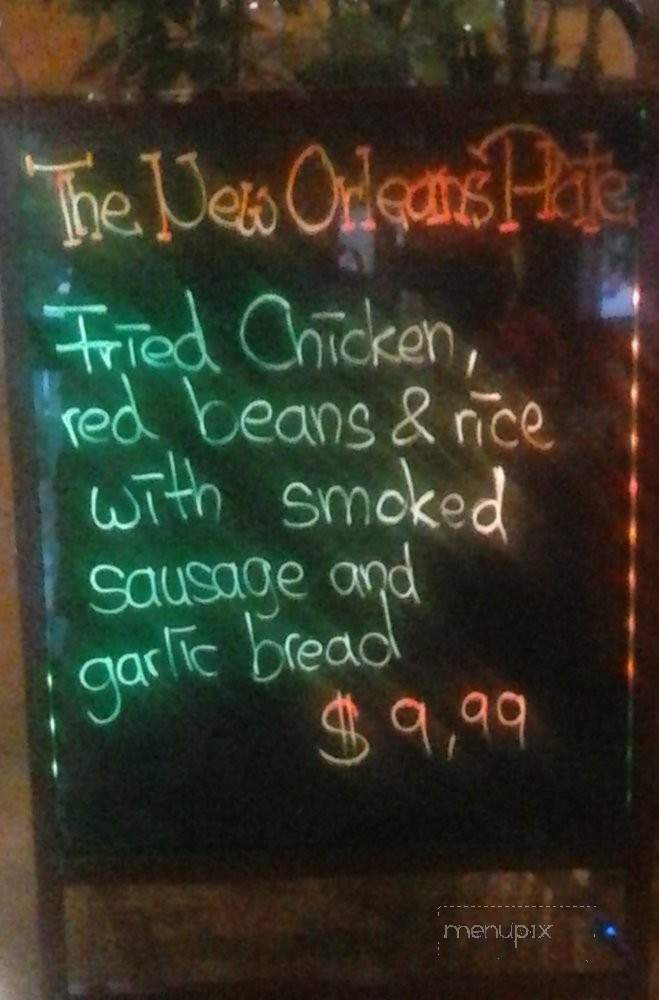 The New Orleans Plate
Fried Chicken,
red beans & rice
with smoked
sausage and
garlic bread
$9,99
menupix